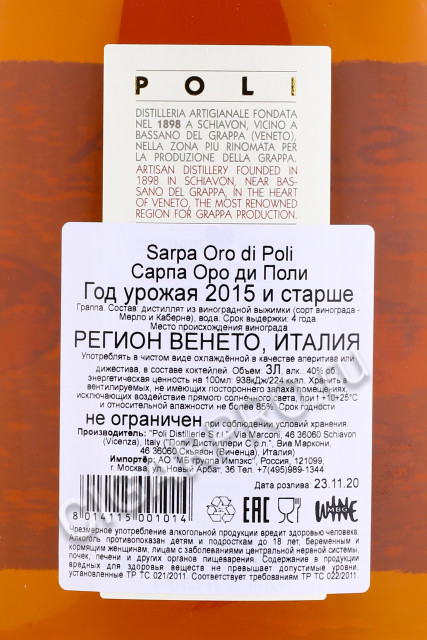 POLI
DISTILLERIA ARTIGIANALE FONDATA
NEL 1898 A SCHIAVON, VICINO A
BASSANO DEL GRAPPA (VENETO),
NELLA ZONA PIÙ RINOMATA PER
LA PRODUZIONE DELLA GRAPPA.
ARTISAN DISTILLERY FOUNDED IN
1898 IN SCHIAVON, NEAR BAS-
SANO DEL GRAPPA, IN THE HEART
OF VENETO, THE MOST RENOWNED
REGION FOR GRAPPA PRODUCTION.
Sarpa Oro di Poli
Сарпа Оро ди Поли
Год урожая 2015 и старше
Граппа. Состав: дистиллят из виноградной выжимки (сорт винограда -
Мерло и Каберне), вода. Срок выдержки: 4 года
Место происхождения винограда
РЕГИОН ВЕНЕТО, ИТАЛИЯ
Употреблять в чистом виде охлаждённой в качестве аперитива или
дижестива, в составе коктейлей. Объем: 3Л, алк.: 40% об
энергетическая ценность на 100мл: 938кДж/224 ккал. Хранить в
вентилируемых, не имеющих постороннего запаха помещениях,
исключающих воздействие прямого солнечного света, при t +10+25°С
и относительной влажности не более 85%. Срок годности
не ограничен при соблюдении условий хранения.
Производитель: "Poli Distillerie S.r.l", Via Marconi, 46 36060 Schiavon
(Vicenza), Italy ("Поли Дистиллери С.р.л.", Виа Маркони,
46 36060 Скьявон (Виченца), Италия)
Импортёр: АО "МБ Группа Импэкс", Россия, 121099,
г. Москва, ул. Новый Арбат, 36 Тел. +7(495)989-1344
Дата розлива: 23.11.20
8 014115 001014
EAC
WINE
MBG
Чрезмерное употребление алкогольной продукции вредит здоровью человека.
Алкоголь противопоказан детям и подросткам до 18 лет, беременным и
кормящим женщинам, лицам с заболеваниями центральной нервной системы,
почек, печени и других органов пищеварения. Содержание в продукции
вредных для здоровья веществ не превышает допустимые уровни,
установленные ТР ТС 021/2011. Соответствует требованиям ТР ТС 022/2011.